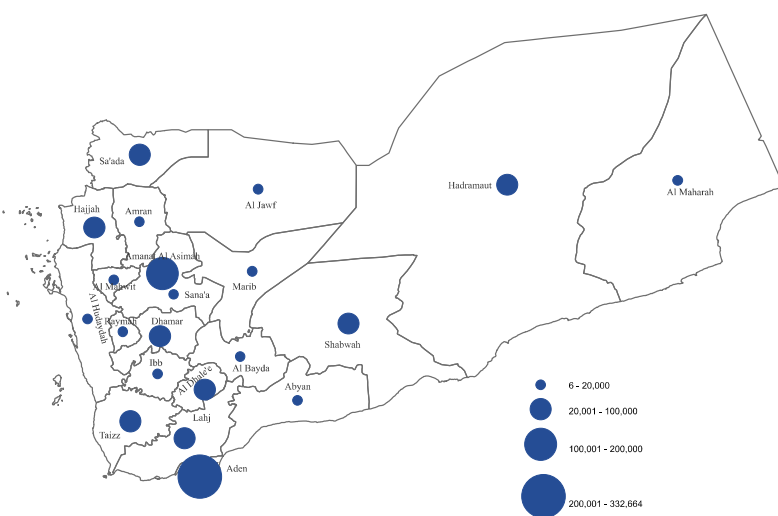 Sa'ada
Al Jawf
Hadramaut
Al Maharah
Hajjah
Amran
Amanat Al Asimah
Al Mahwit
Sana'a
Marib
Al Hodaydah
Raymah
Dhamar
Shabwah
Ibb
Al Dhale'e
Al Bayda
Abyan
Taizz
Lahj
Aden
6 - 20,000
20,001 - 100,000
100,001 - 200,000
200,001 - 332,664